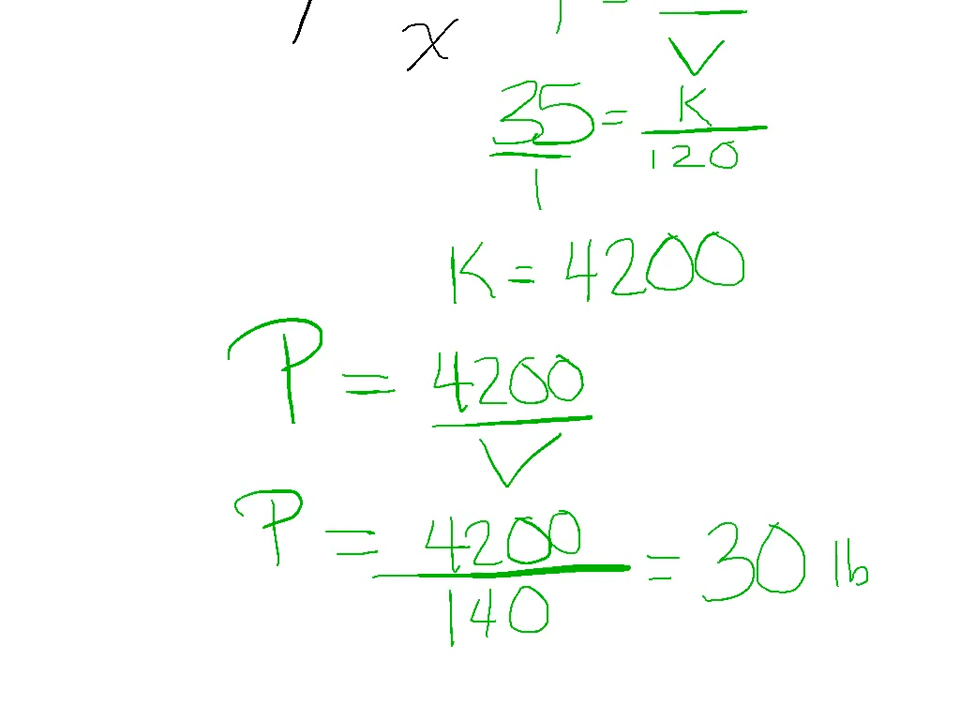 x
V
35/1 = K/120
K = 4200
P = 4200/V
P = 4200/140 = 30 lb